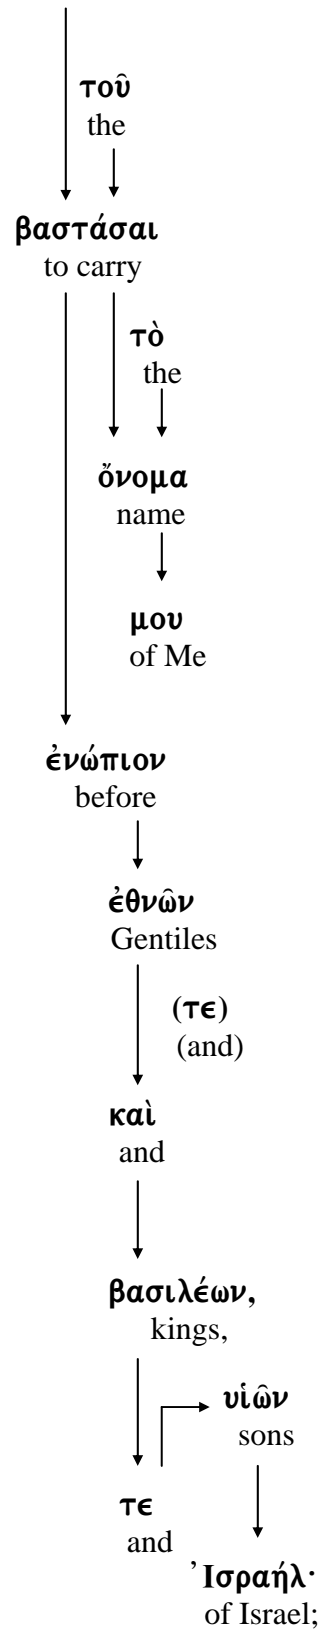 τοῦ
the
βαστάσαι
to carry
τὸ
the
ὄνομα
name
μου
of Me
ἐνώπιον
before
ἐθνῶν
Gentiles
(τε)
(and)
καὶ
and
βασιλέων,
kings,
υἱῶν
sons
τε
and
Ἰσραήλ·
of Israel;